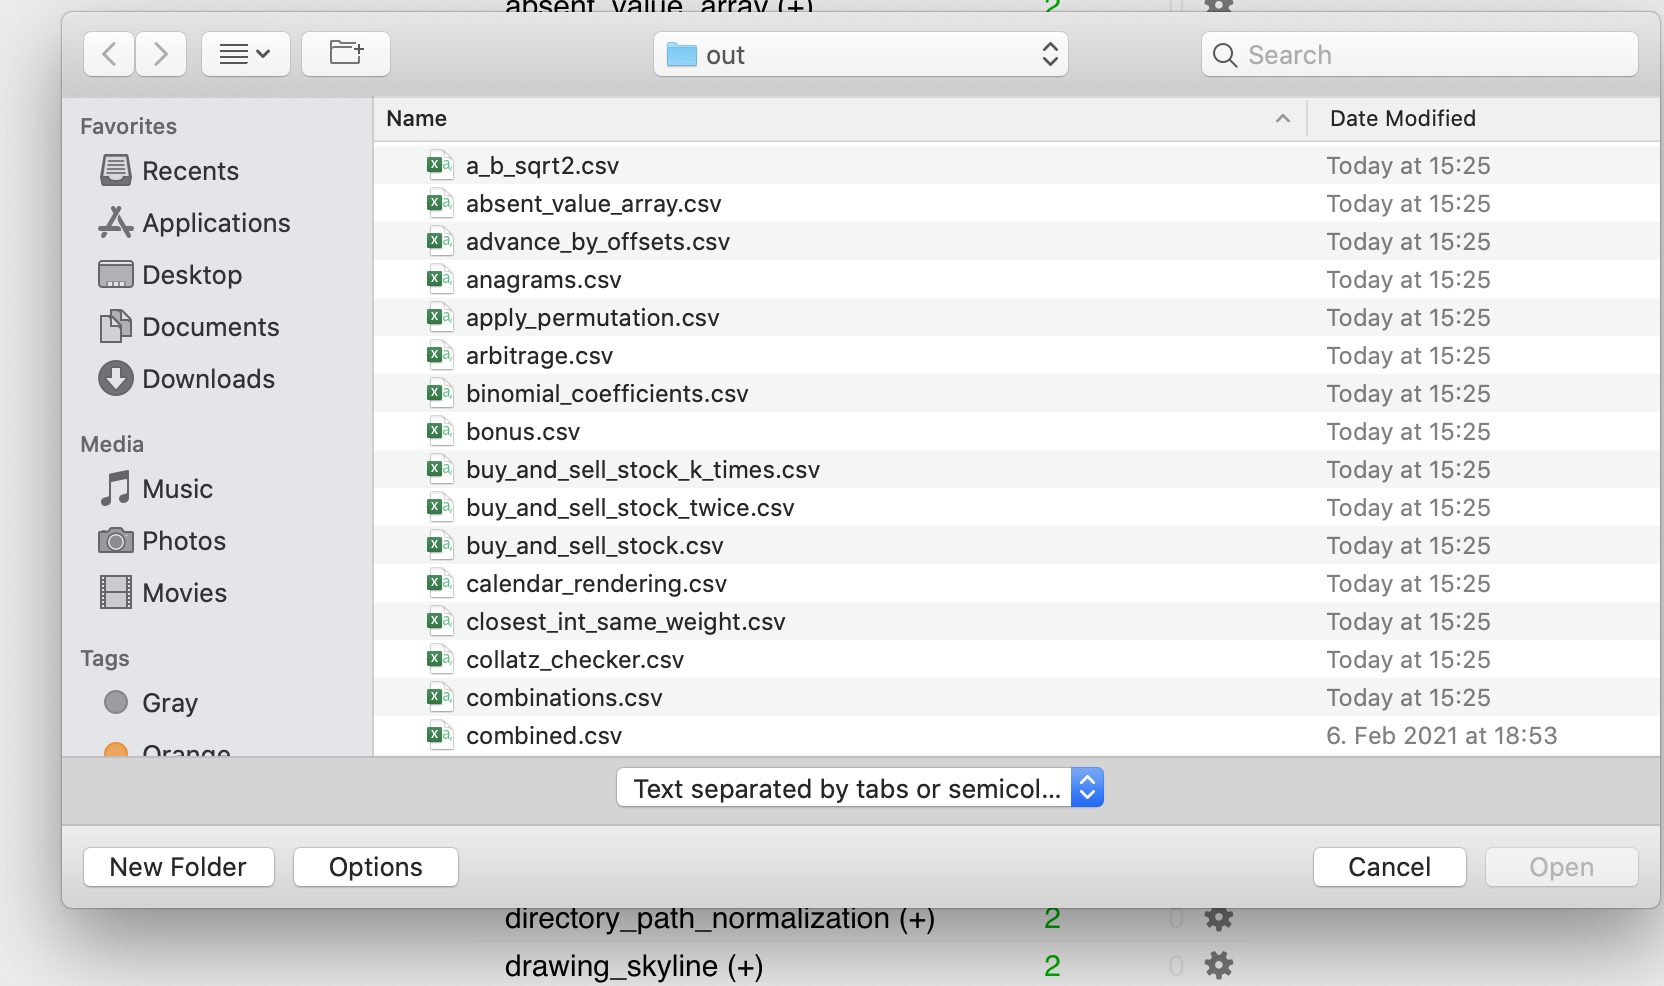 absent_value_array (+) 2 0
out
Search
Favorites
Recents
Applications
Desktop
Documents
Downloads
Media
Music
Photos
Movies
Tags
Gray
Orange
Name Date Modified
a_b_sqrt2.csv Today at 15:25
absent_value_array.csv Today at 15:25
advance_by_offsets.csv Today at 15:25
anagrams.csv Today at 15:25
apply_permutation.csv Today at 15:25
arbitrage.csv Today at 15:25
binomial_coefficients.csv Today at 15:25
bonus.csv Today at 15:25
buy_and_sell_stock_k_times.csv Today at 15:25
buy_and_sell_stock_twice.csv Today at 15:25
buy_and_sell_stock.csv Today at 15:25
calendar_rendering.csv Today at 15:25
closest_int_same_weight.csv Today at 15:25
collatz_checker.csv Today at 15:25
combinations.csv Today at 15:25
combined.csv 6. Feb 2021 at 18:53
Text separated by tabs or semicol...
New Folder Options Cancel Open
directory_path_normalization (+) 2 0
drawing_skyline (+) 2 0